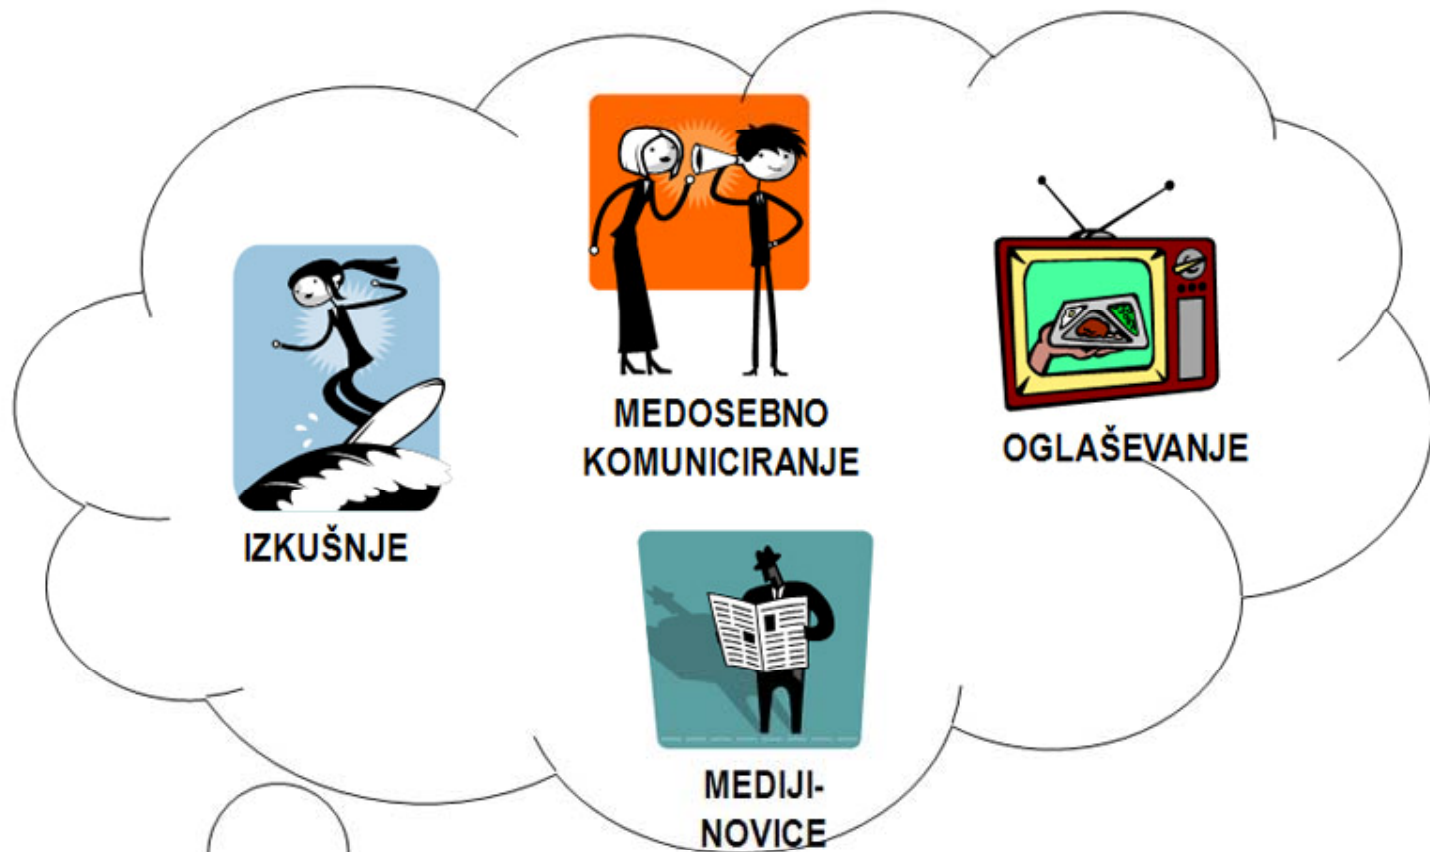 MEDOSEBNO
KOMUNICIRANJE
OGLAŠEVANJE
IZKUŠNJE
MEDIJI-
NOVICE